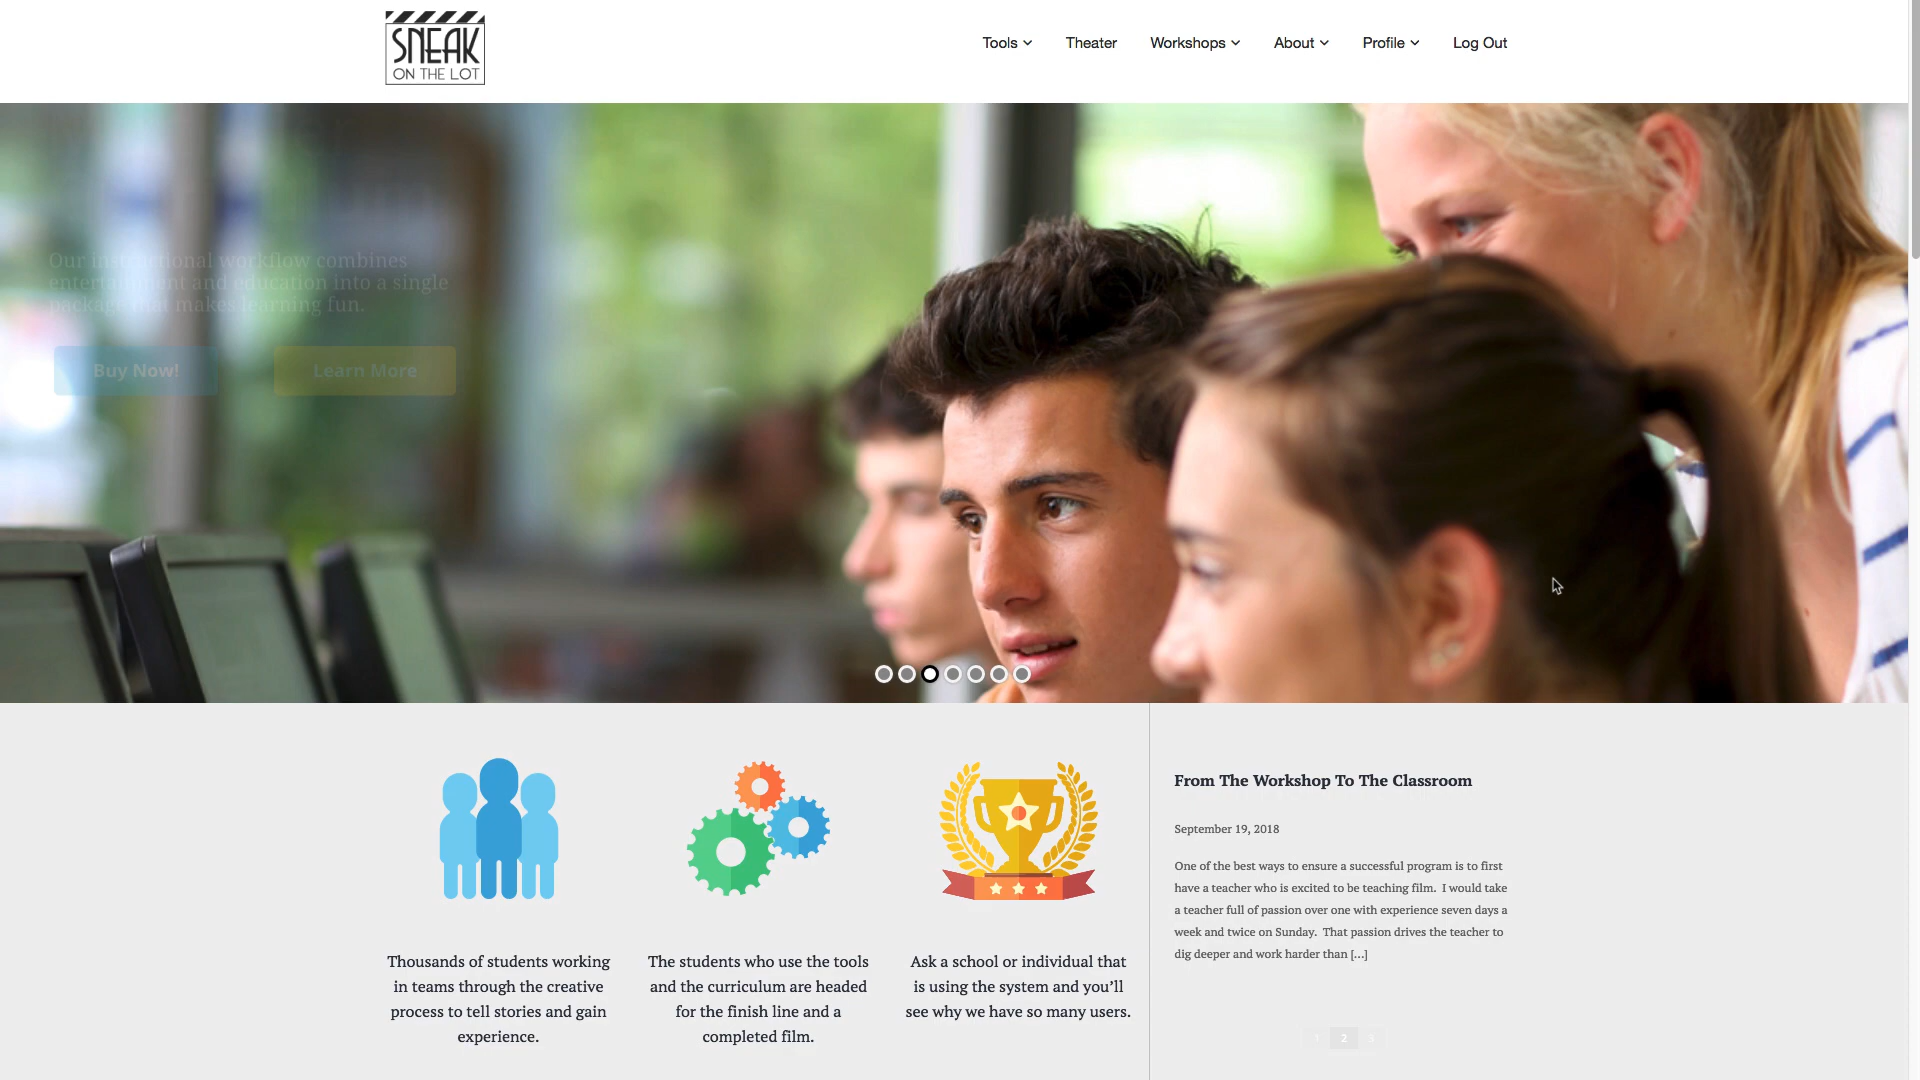 SNEAK
ON THE LOT
Tools
Theater
Workshops
About
Profile
Log Out
Our instructional workflow combines
entertainment and education into a single
package that makes learning fun.
Buy Now!
Learn More
Thousands of students working
in teams through the creative
process to tell stories and gain
experience.
The students who use the tools
and the curriculum are headed
for the finish line and a
completed film.
Ask a school or individual that
is using the system and you’ll
see why we have so many users.
From The Workshop To The Classroom
September 19, 2018
One of the best ways to ensure a successful program is to first
have a teacher who is excited to be teaching film. I would take
a teacher full of passion over one with experience seven days a
week and twice on Sunday. That passion drives the teacher to
dig deeper and work harder than [...]
1 2 3